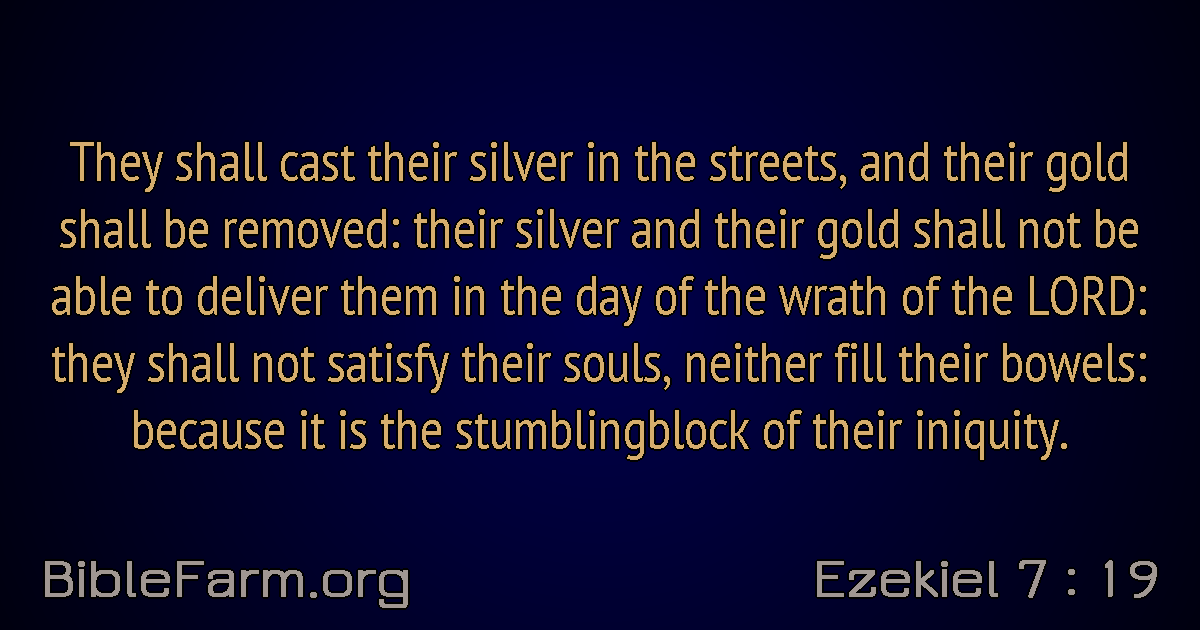 They shall cast their silver in the streets, and their gold
shall be removed: their silver and their gold shall not be
able to deliver them in the day of the wrath of the LORD:
they shall not satisfy their souls, neither fill their bowels:
because it is the stumblingblock of their iniquity.
BibleFarm.org
Ezekiel 7 : 19